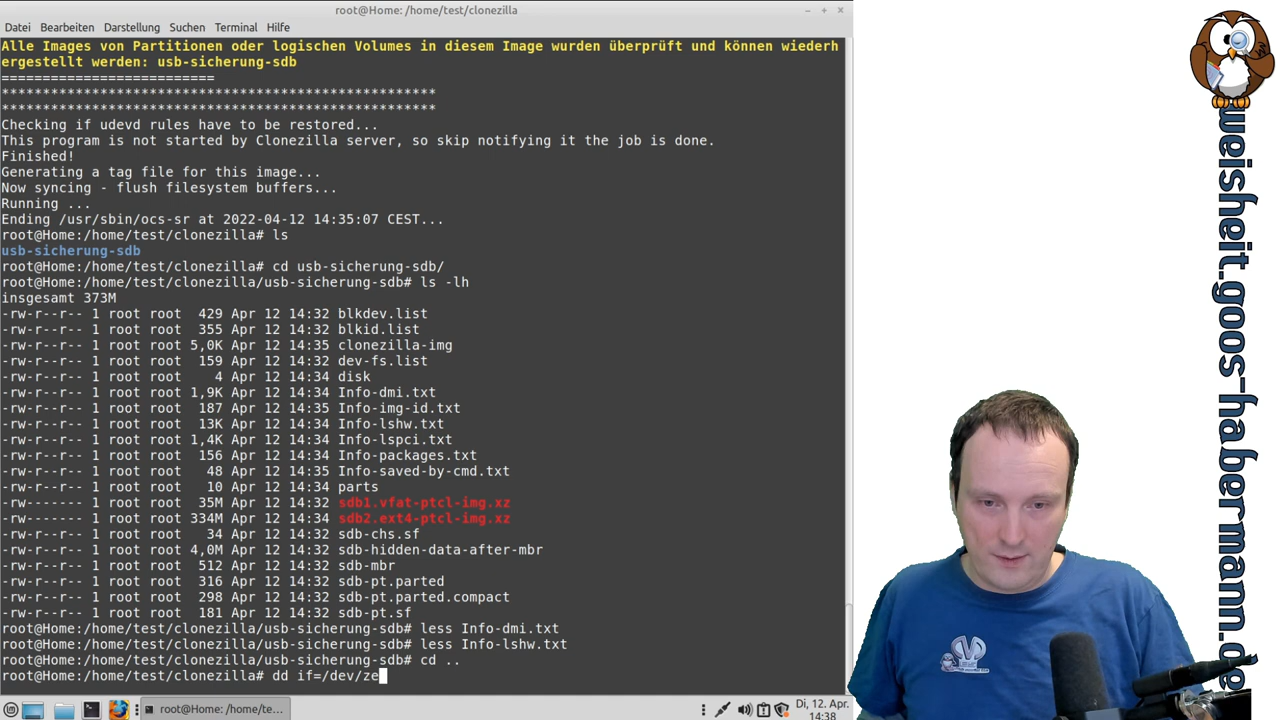 root@Home: /home/test/clonezilla
Datei Bearbeiten Darstellung Suchen Terminal Hilfe
Alle Images von Partitionen oder logischen Volumes in diesem Image wurden überprüft und können wiederh
ergestellt werden: usb-sicherung-sdb
==========================
*****************************************************
*****************************************************
Checking if udevd rules have to be restored...
This program is not started by Clonezilla server, so skip notifying it the job is done.
Finished!
Generating a tag file for this image...
Now syncing - flush filesystem buffers...
Running ...
Ending /usr/sbin/ocs-sr at 2022-04-12 14:35:07 CEST...
root@Home:/home/test/clonezilla# ls
usb-sicherung-sdb
root@Home:/home/test/clonezilla# cd usb-sicherung-sdb/
root@Home:/home/test/clonezilla/usb-sicherung-sdb# ls -lh
insgesamt 373M
-rw-r--r-- 1 root root  429 Apr 12 14:32 blkdev.list
-rw-r--r-- 1 root root  355 Apr 12 14:32 blkid.list
-rw-r--r-- 1 root root 5,0K Apr 12 14:35 clonezilla-img
-rw-r--r-- 1 root root  159 Apr 12 14:32 dev-fs.list
-rw-r--r-- 1 root root    4 Apr 12 14:34 disk
-rw-r--r-- 1 root root 1,9K Apr 12 14:34 Info-dmi.txt
-rw-r--r-- 1 root root  187 Apr 12 14:35 Info-img-id.txt
-rw-r--r-- 1 root root  13K Apr 12 14:34 Info-lshw.txt
-rw-r--r-- 1 root root 1,4K Apr 12 14:34 Info-lspci.txt
-rw-r--r-- 1 root root  156 Apr 12 14:34 Info-packages.txt
-rw-r--r-- 1 root root   48 Apr 12 14:35 Info-saved-by-cmd.txt
-rw-r--r-- 1 root root   10 Apr 12 14:34 parts
-rw------- 1 root root  35M Apr 12 14:32 sdb1.vfat-ptcl-img.xz
-rw------- 1 root root 334M Apr 12 14:34 sdb2.ext4-ptcl-img.xz
-rw-r--r-- 1 root root   34 Apr 12 14:32 sdb-chs.sf
-rw-r--r-- 1 root root 4,0M Apr 12 14:32 sdb-hidden-data-after-mbr
-rw-r--r-- 1 root root  512 Apr 12 14:32 sdb-mbr
-rw-r--r-- 1 root root  316 Apr 12 14:32 sdb-pt.parted
-rw-r--r-- 1 root root  298 Apr 12 14:32 sdb-pt.parted.compact
-rw-r--r-- 1 root root  181 Apr 12 14:32 sdb-pt.sf
root@Home:/home/test/clonezilla/usb-sicherung-sdb# less Info-dmi.txt
root@Home:/home/test/clonezilla/usb-sicherung-sdb# less Info-lshw.txt
root@Home:/home/test/clonezilla/usb-sicherung-sdb# cd ..
root@Home:/home/test/clonezilla# dd if=/dev/ze
root@Home: /home/te...
Di, 12. Apr.
14:38
weisheit.goos-habermann.de